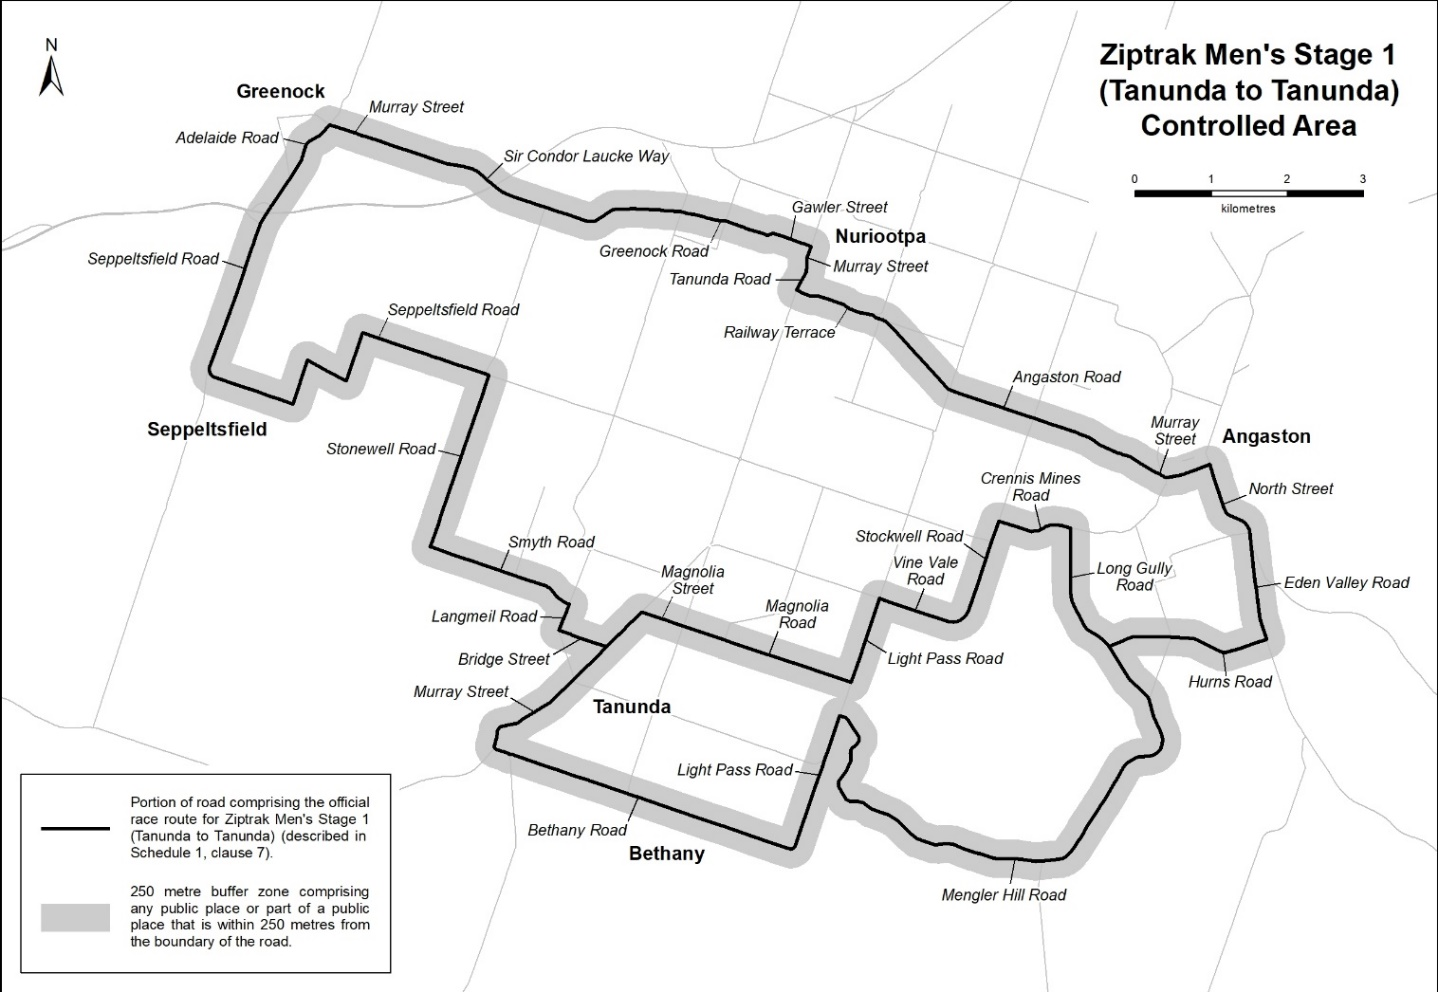 N
Ziptrak Men's Stage 1
(Tanunda to Tanunda)
Controlled Area
0 1 2 3
kilometres
Greenock
Murray Street
Adelaide Road
Sir Condor Laucke Way
Gawler Street
Nuriootpa
Greenock Road
Murray Street
Seppeltsfield Road
Tanunda Road
Seppeltsfield Road
Railway Terrace
Angaston Road
Seppeltsfield
Murray
Street
Angaston
Stonewell Road
Crennis Mines
Road
North Street
Smyth Road
Stockwell Road
Vine Vale
Road
Long Gully
Road
Eden Valley Road
Magnolia
Street
Magnolia
Road
Langmeil Road
Bridge Street
Light Pass Road
Hurns Road
Murray Street
Tanunda
Light Pass Road
Bethany Road
Bethany
Mengler Hill Road
Portion of road comprising the official
race route for Ziptrak Men's Stage 1
(Tanunda to Tanunda) (described in
Schedule 1, clause 7).
250 metre buffer zone comprising
any public place or part of a public
place that is within 250 metres from
the boundary of the road.